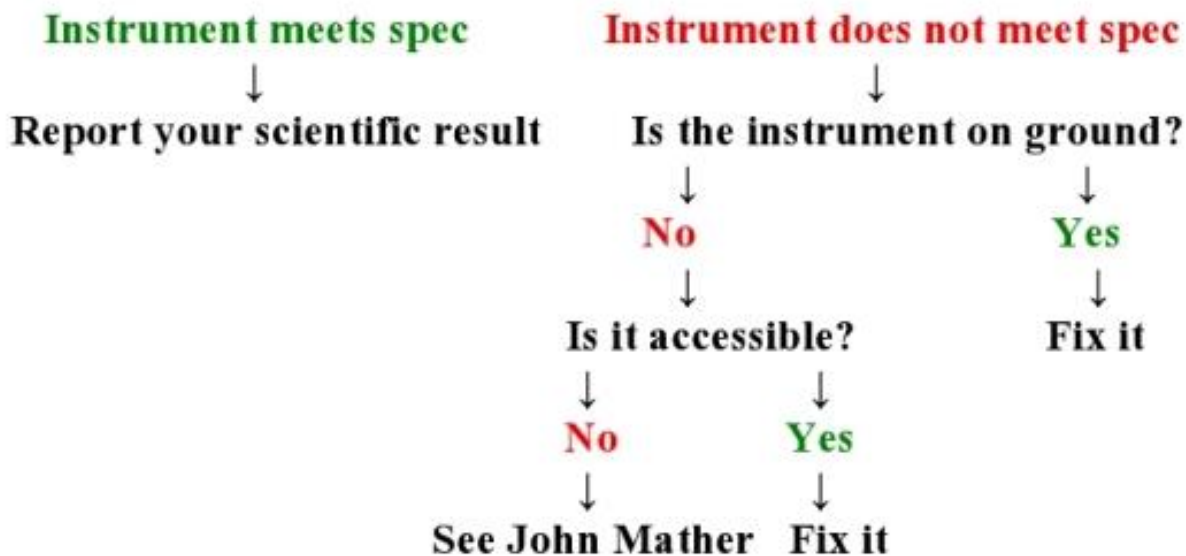 Instrument meets spec
Instrument does not meet spec
↓
↓
Report your scientific result
Is the instrument on ground?
↓
↓
No
Yes
↓
↓
Is it accessible?
Fix it
↓
↓
No
Yes
↓
↓
See John Mather
Fix it